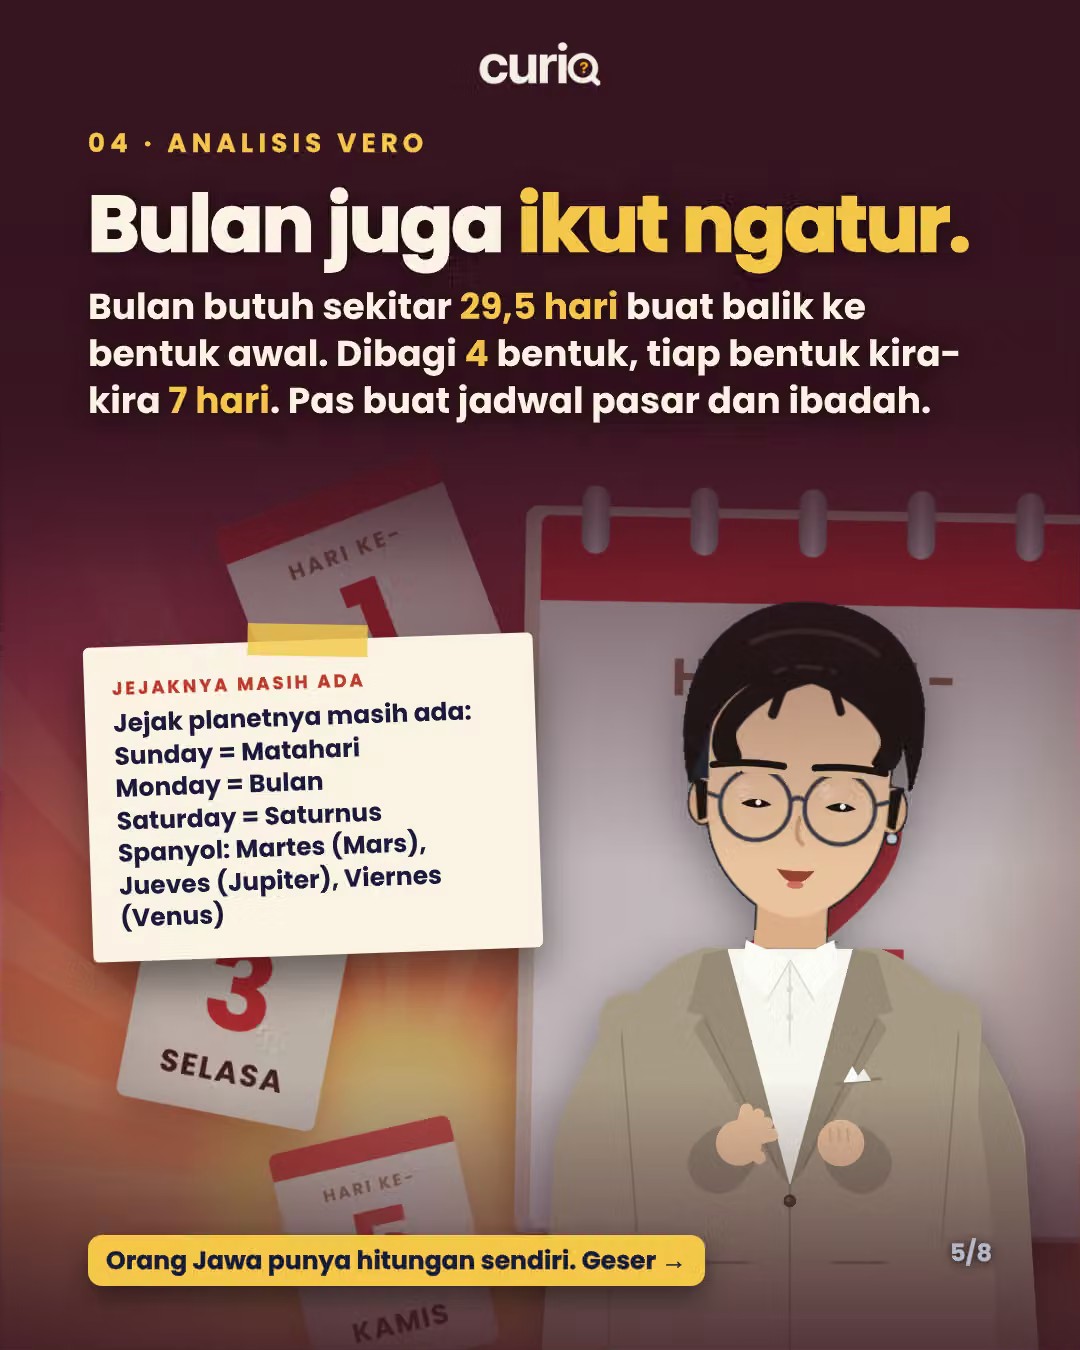 curio
04 · ANALISIS VERO
Bulan juga ikut ngatur.
Bulan butuh sekitar 29,5 hari buat balik ke
bentuk awal. Dibagi 4 bentuk, tiap bentuk kira-
kira 7 hari. Pas buat jadwal pasar dan ibadah.
HARI KE-
1
JEJAKNYA MASIH ADA
Jejak planetnya masih ada:
Sunday = Matahari
Monday = Bulan
Saturday = Saturnus
Spanyol: Martes (Mars),
Jueves (Jupiter), Viernes
(Venus)
3
SELASA
HARI KE-
5
KAMIS
Orang Jawa punya hitungan sendiri. Geser →
5/8